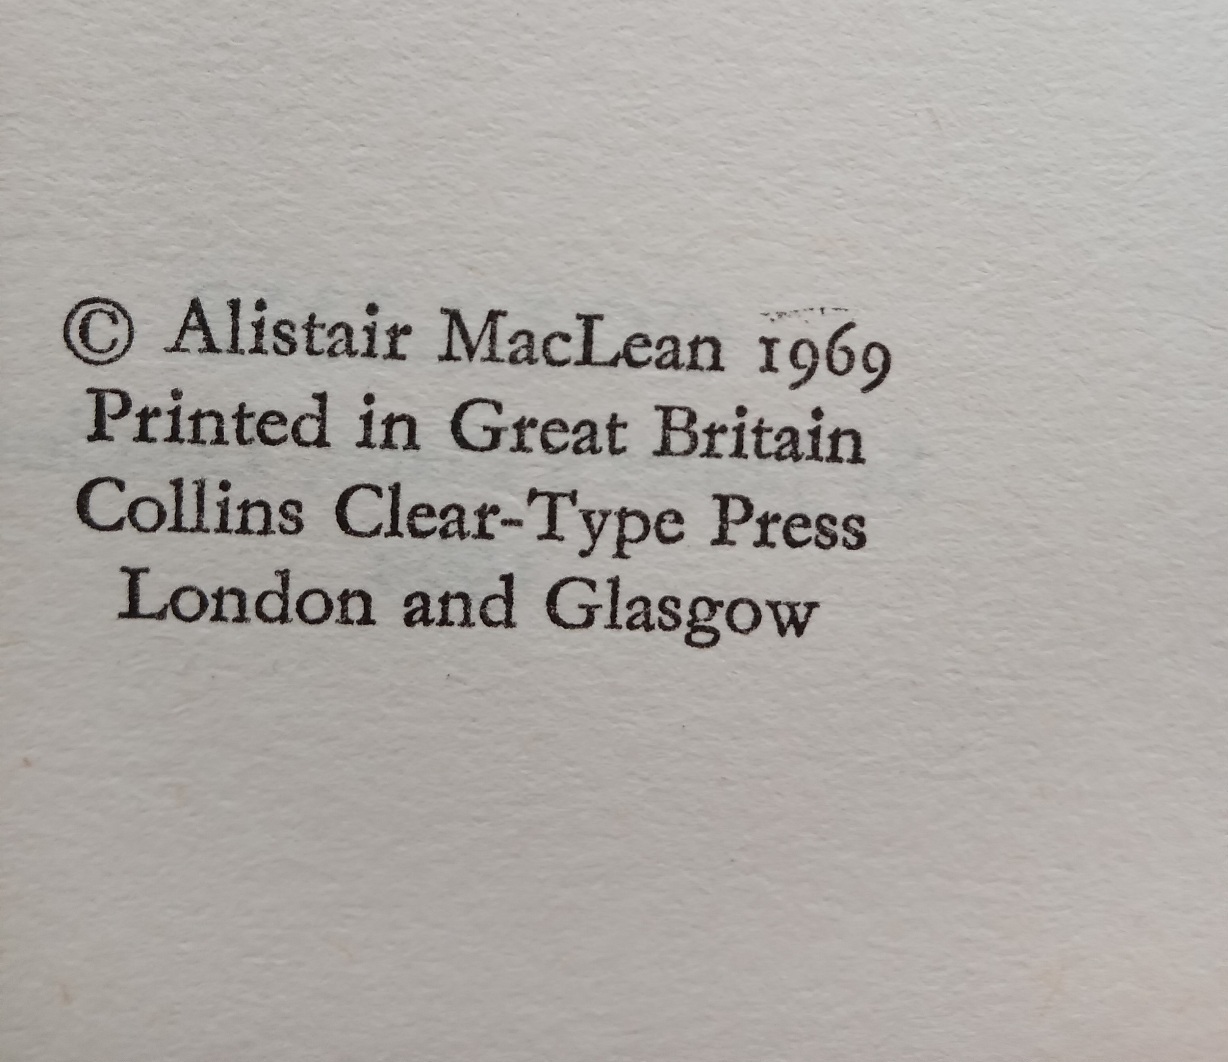 © Alistair MacLean 1969
Printed in Great Britain
Collins Clear-Type Press
London and Glasgow